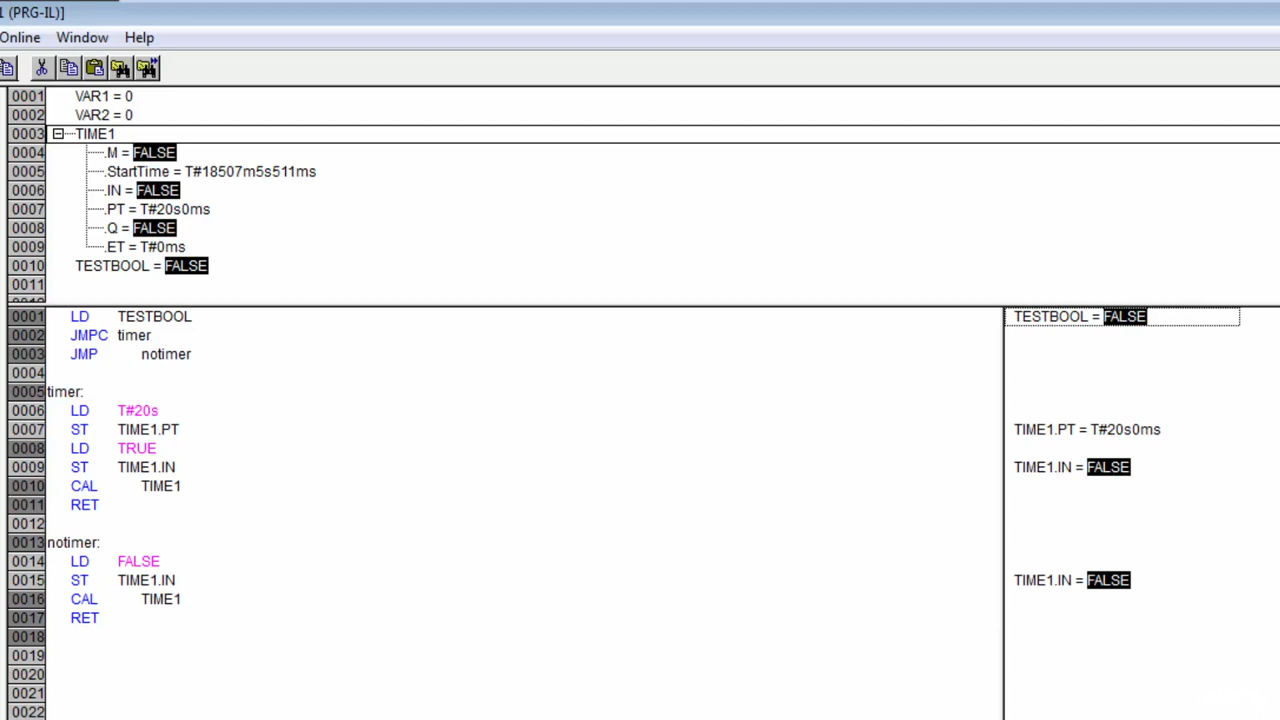 1 (PRG-IL)]
Online Window Help
0001 VAR1 = 0
0002 VAR2 = 0
0003 TIME1
0004 .M = FALSE
0005 .StartTime = T#18507m5s511ms
0006 .IN = FALSE
0007 .PT = T#20s0ms
0008 .Q = FALSE
0009 .ET = T#0ms
0010 TESTBOOL = FALSE
0011
0001 LD TESTBOOL TESTBOOL = FALSE
0002 JMPC timer
0003 JMP notimer
0004
0005 timer:
0006 LD T#20s
0007 ST TIME1.PT TIME1.PT = T#20s0ms
0008 LD TRUE
0009 ST TIME1.IN TIME1.IN = FALSE
0010 CAL TIME1
0011 RET
0012
0013 notimer:
0014 LD FALSE
0015 ST TIME1.IN TIME1.IN = FALSE
0016 CAL TIME1
0017 RET
0018
0019
0020
0021
0022